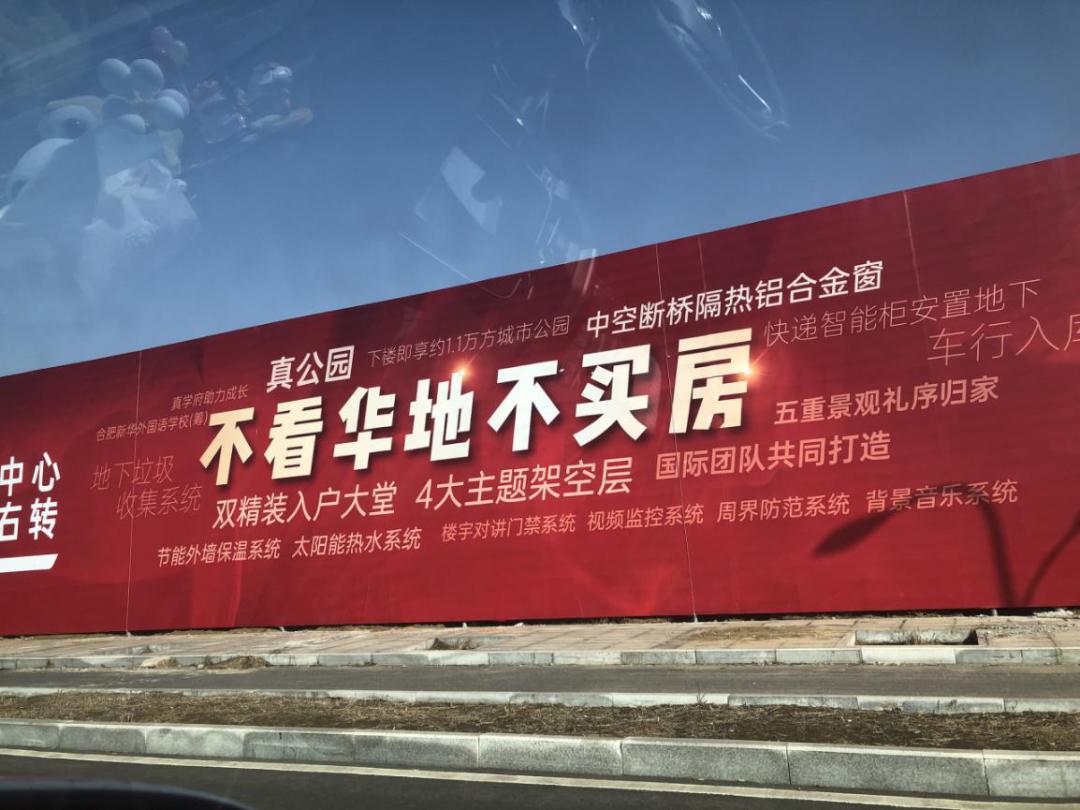 中心
右转
真学府助力成长
合肥新华外国语学校(筹)
地下垃圾
收集系统
真公园
下楼即享约1.1万方城市公园
中空断桥隔热铝合金窗
快递智能柜安置地下
车行入库
不看华地不买房
五重景观礼序归家
双精装入户大堂
4大主题架空层
国际团队共同打造
节能外墙保温系统
太阳能热水系统
楼宇对讲门禁系统
视频监控系统
周界防范系统
背景音乐系统